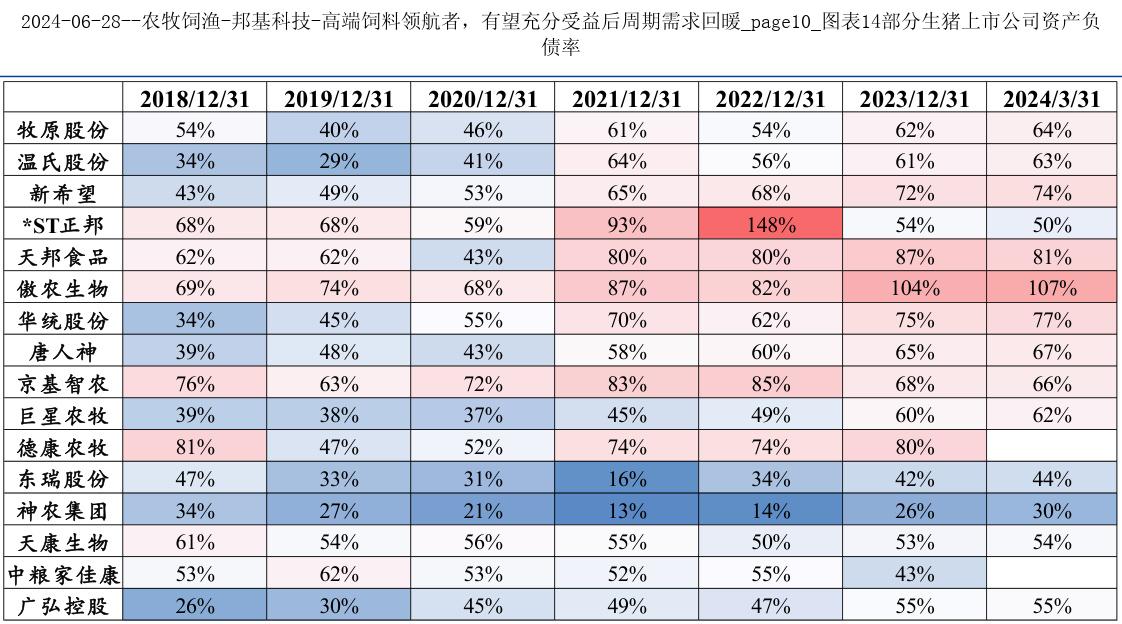 2024-06-28--农牧饲渔-邦基科技-高端饲料领航者，有望充分受益后周期需求回暖_page10_图表14部分生猪上市公司资产负
债率
2018/12/31 2019/12/31 2020/12/31 2021/12/31 2022/12/31 2023/12/31 2024/3/31
牧原股份 54% 40% 46% 61% 54% 62% 64%
温氏股份 34% 29% 41% 64% 56% 61% 63%
新希望 43% 49% 53% 65% 68% 72% 74%
*ST正邦 68% 68% 59% 93% 148% 54% 50%
天邦食品 62% 62% 43% 80% 80% 87% 81%
傲农生物 69% 74% 68% 87% 82% 104% 107%
华统股份 34% 45% 55% 70% 62% 75% 77%
唐人神 39% 48% 43% 58% 60% 65% 67%
京基智农 76% 63% 72% 83% 85% 68% 66%
巨星农牧 39% 38% 37% 45% 49% 60% 62%
德康农牧 81% 47% 52% 74% 74% 80%
东瑞股份 47% 33% 31% 16% 34% 42% 44%
神农集团 34% 27% 21% 13% 14% 26% 30%
天康生物 61% 54% 56% 55% 50% 53% 54%
中粮家佳康 53% 62% 53% 52% 55% 43%
广弘控股 26% 30% 45% 49% 47% 55% 55%